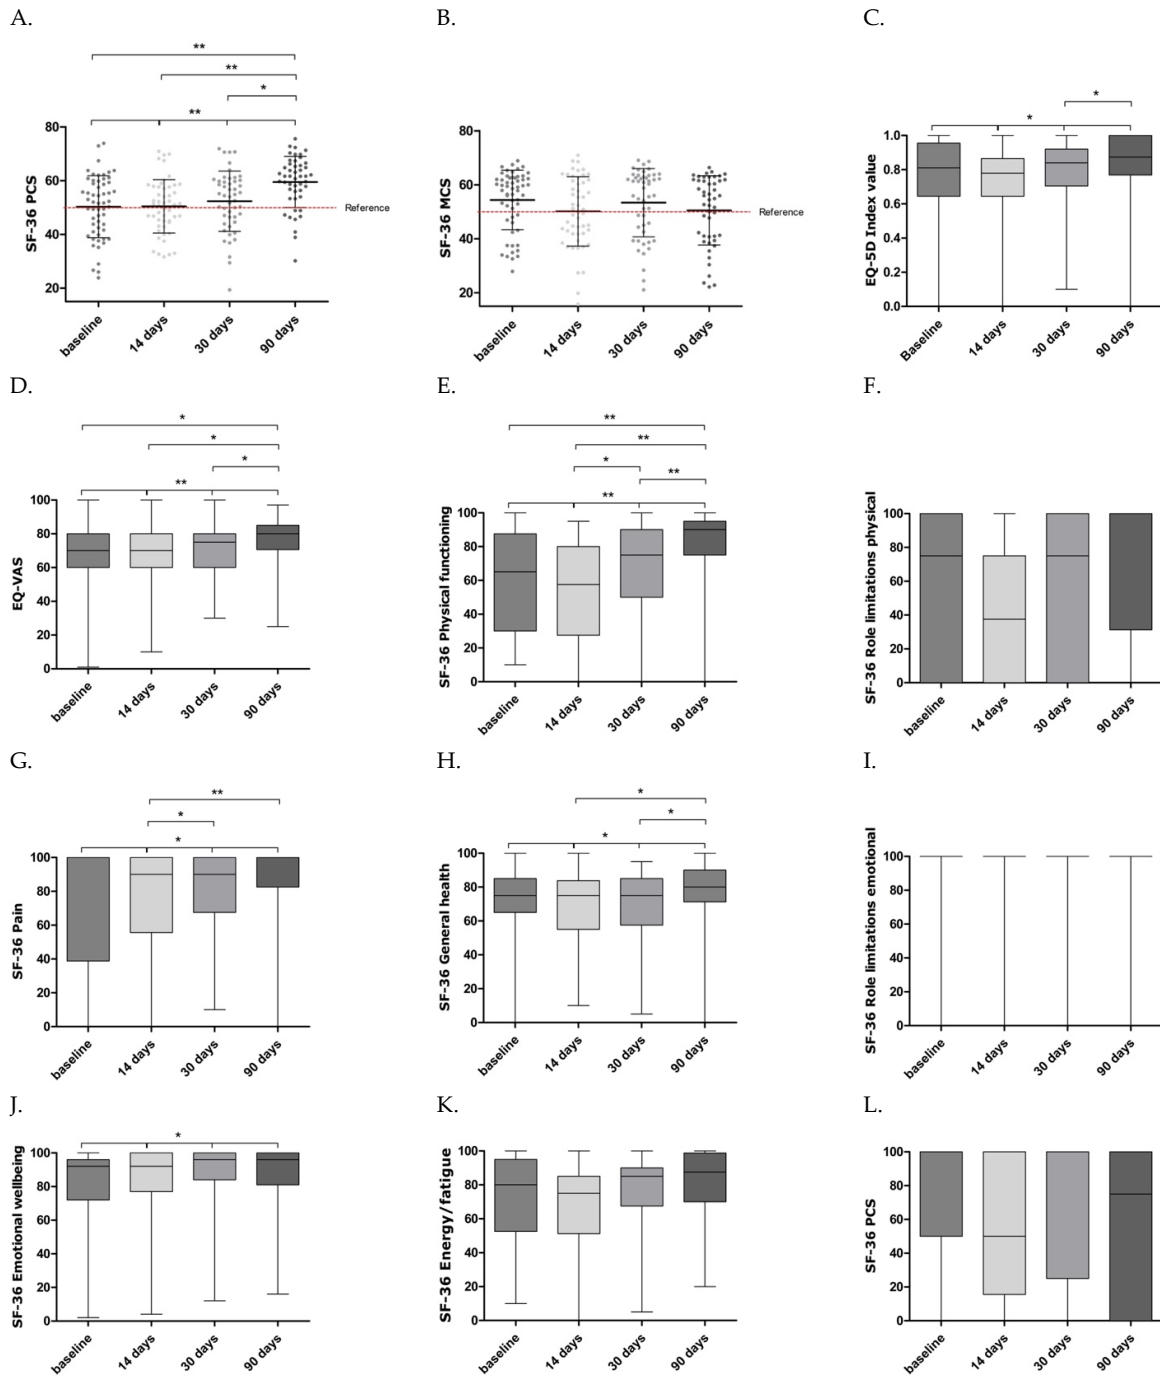 A.
B.
C.
** 
**
*
**
SF-36 PCS
80
60
40
20
Reference
baseline
14 days
30 days
90 days
SF-36 MCS
80
60
40
20
Reference
baseline
14 days
30 days
90 days
*
*
EQ-5D Index value
1.0
0.8
0.6
0.4
0.2
0.0
Baseline
14 days
30 days
90 days
D.
E.
F.
*
*
*
**
EQ-VAS
100
80
60
40
20
0
baseline
14 days
30 days
90 days
**
**
*
**
**
SF-36 Physical functioning
100
80
60
40
20
0
baseline
14 days
30 days
90 days
SF-36 Role limitations physical
100
80
60
40
20
0
baseline
14 days
30 days
90 days
G.
H.
I.
**
*
*
SF-36 Pain
100
80
60
40
20
0
baseline
14 days
30 days
90 days
*
*
*
SF-36 General health
100
80
60
40
20
0
baseline
14 days
30 days
90 days
SF-36 Role limitations emotional
100
80
60
40
20
0
baseline
14 days
30 days
90 days
J.
K.
L.
*
SF-36 Emotional wellbeing
100
80
60
40
20
0
baseline
14 days
30 days
90 days
SF-36 Energy/fatigue
100
80
60
40
20
0
baseline
14 days
30 days
90 days
SF-36 PCS
100
80
60
40
20
0
baseline
14 days
30 days
90 days